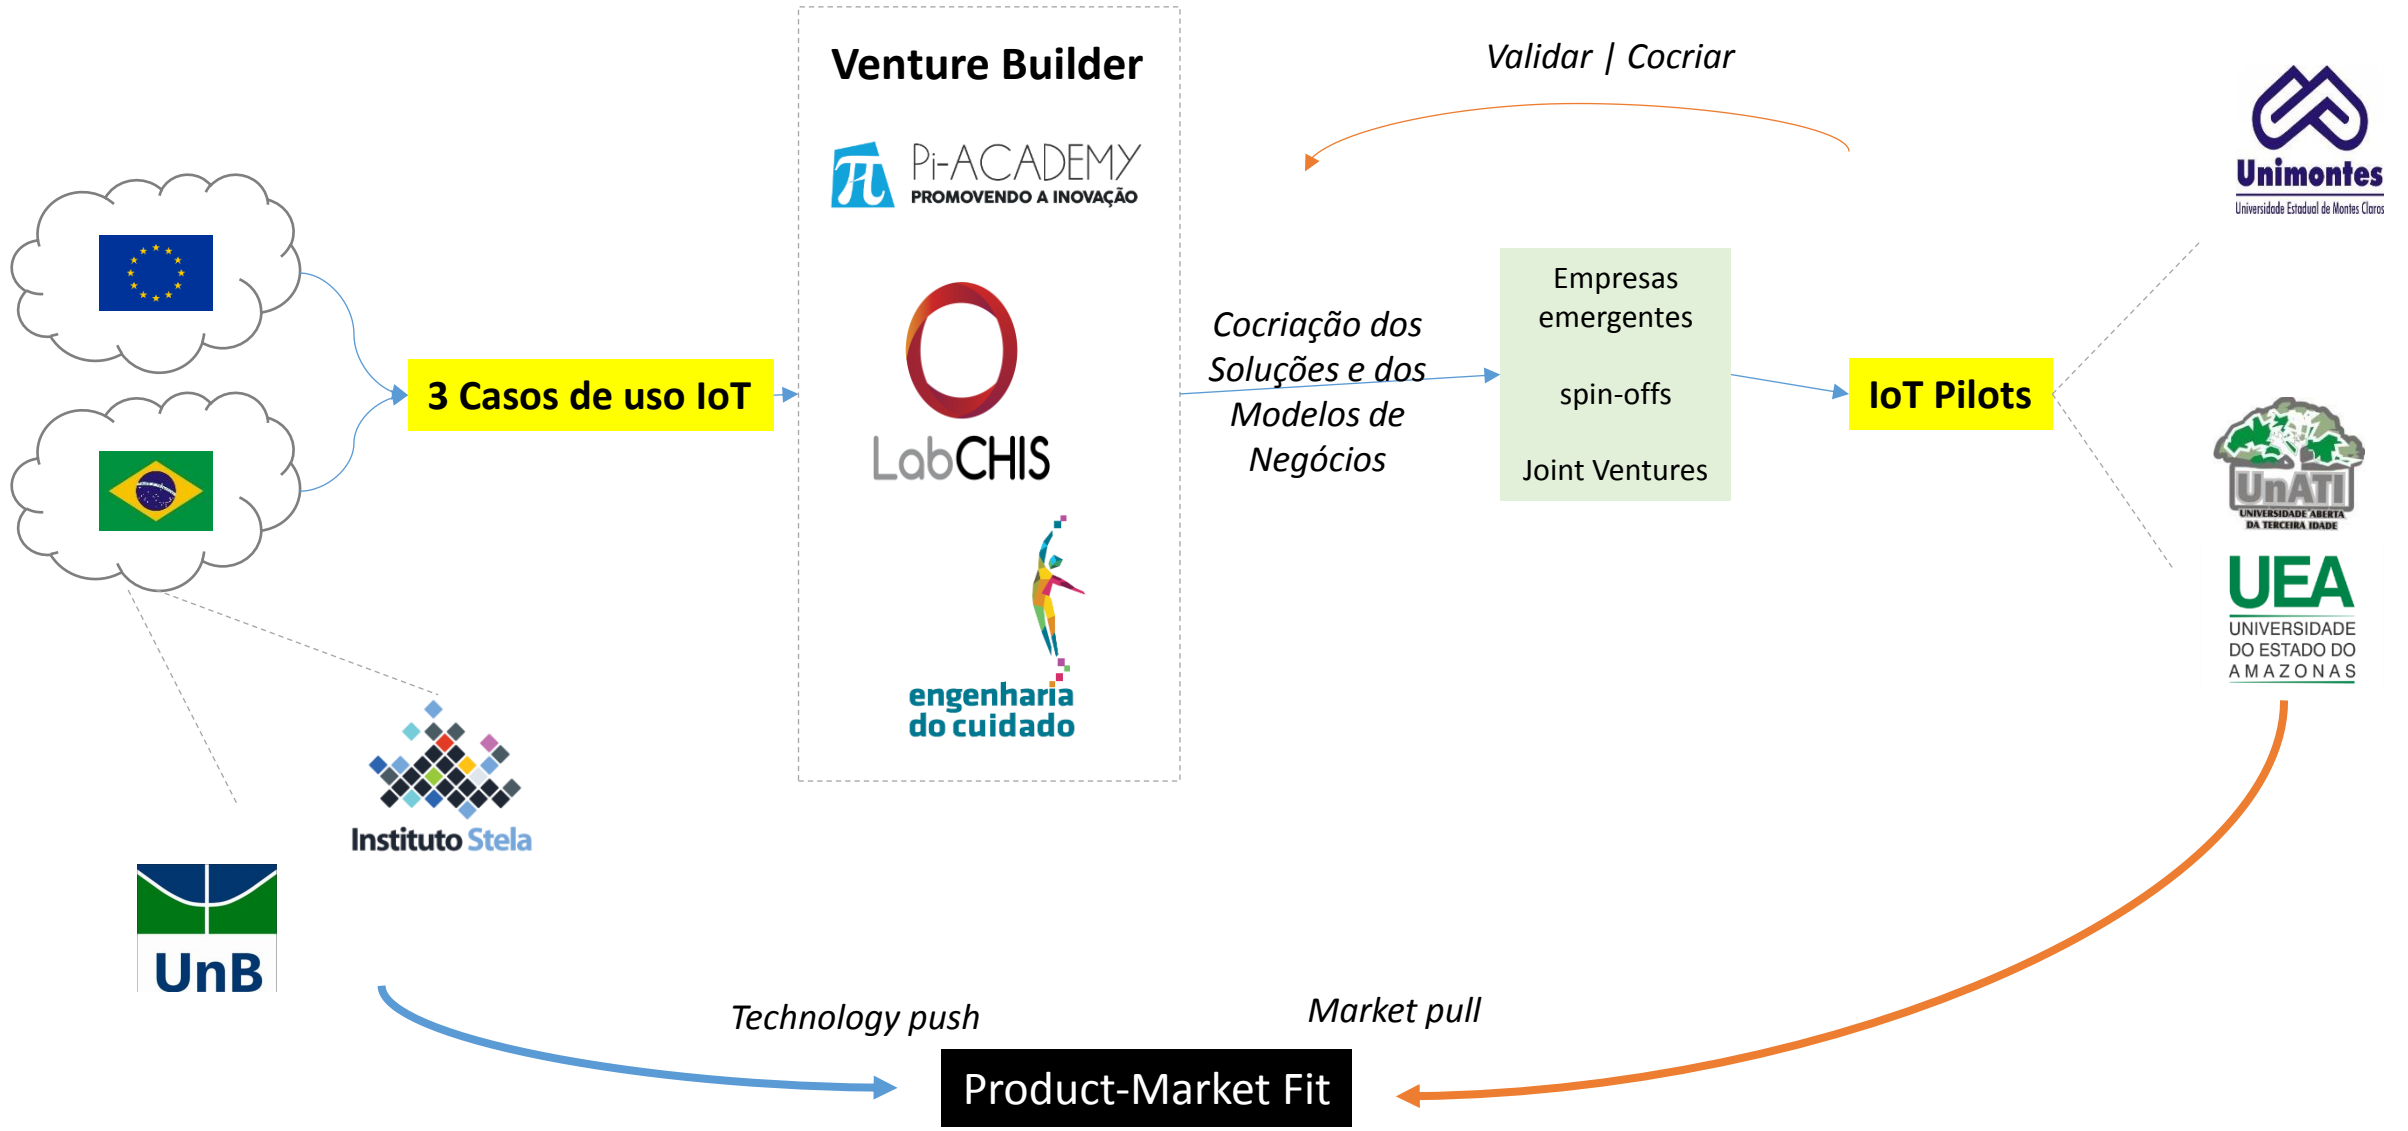 Venture Builder
π Pi-ACADEMY
PROMOVENDO A INOVAÇÃO
LabCHIS
engenharia
do cuidado
Validar | Cocriar
3 Casos de uso IoT
Cocriação dos
Soluções e dos
Modelos de
Negócios
Empresas
emergentes
spin-offs
Joint Ventures
IoT Pilots
Unimontes
Universidade Estadual de Montes Claros
UnATI
UNIVERSIDADE ABERTA
DA TERCEIRA IDADE
UEA
UNIVERSIDADE
DO ESTADO DO
AMAZONAS
Instituto Stela
UnB
Technology push
Market pull
Product-Market Fit